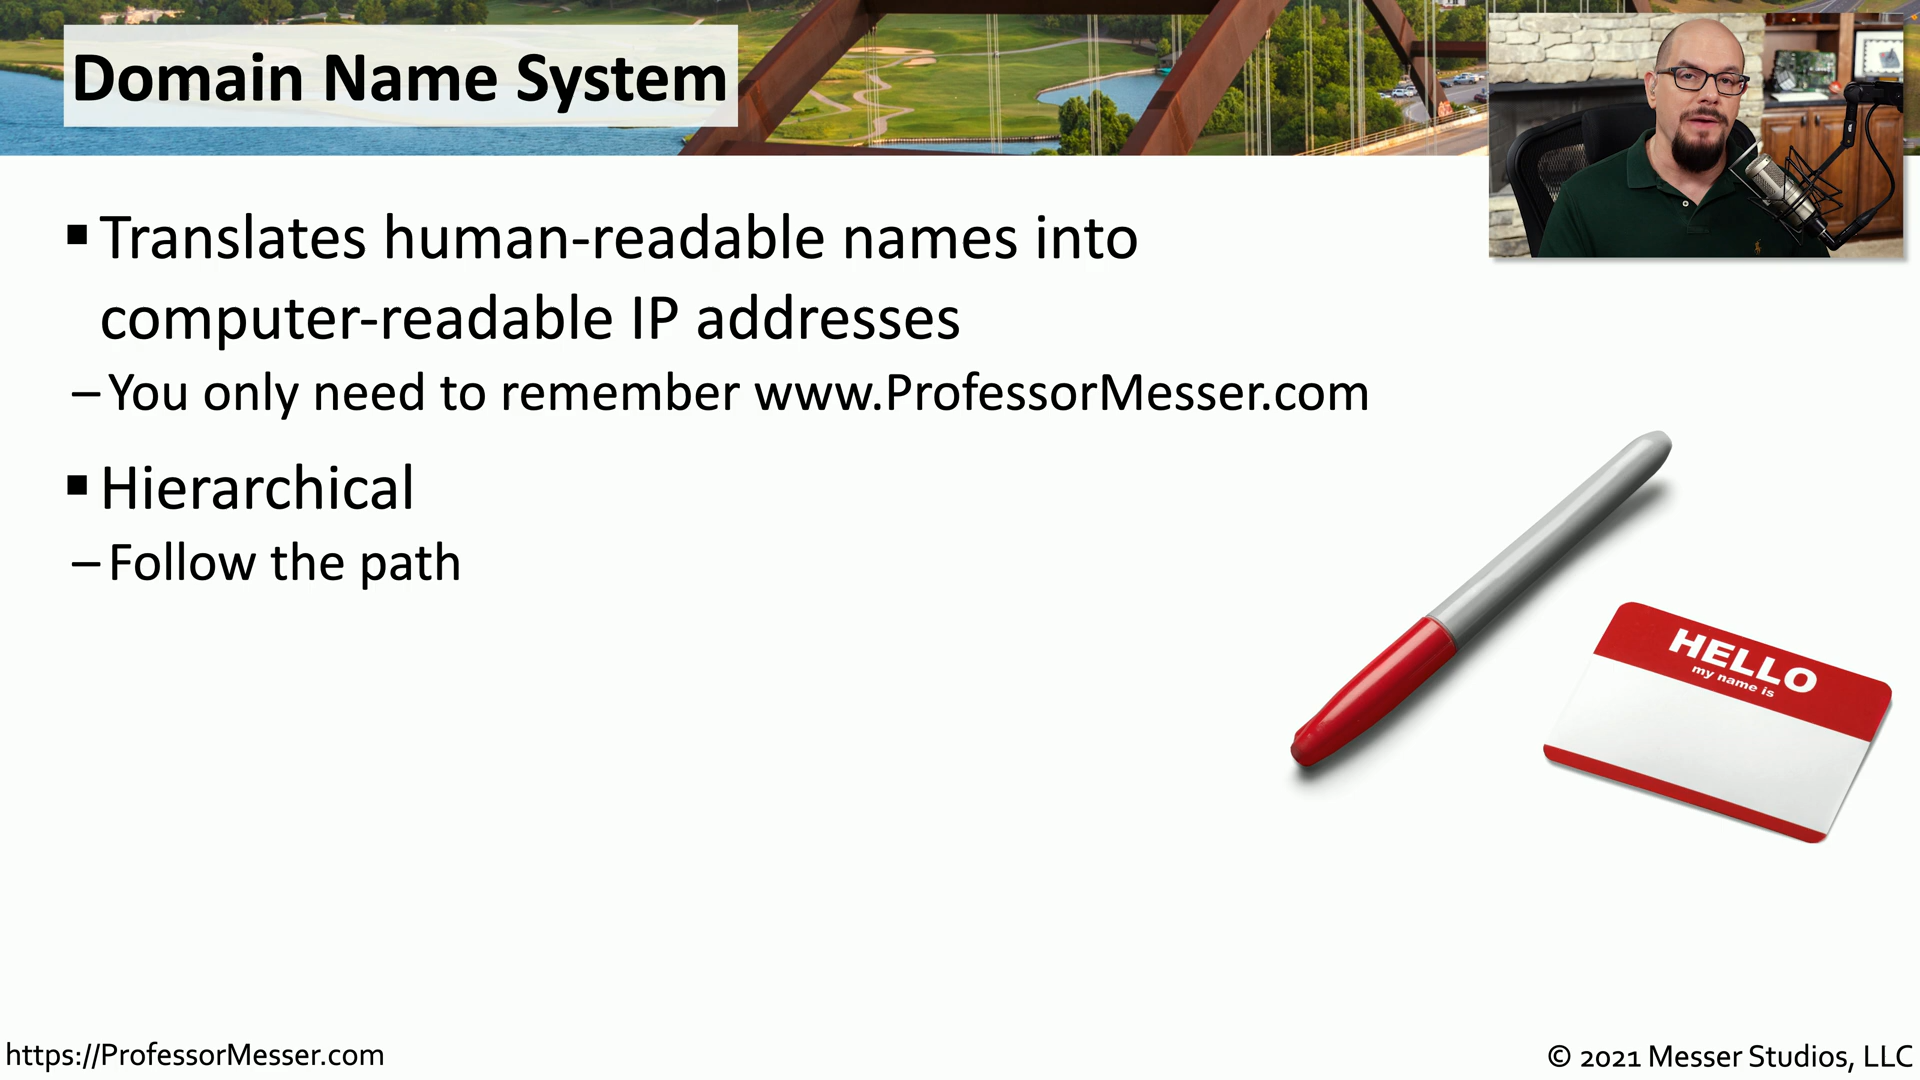 Domain Name System
▪ Translates human-readable names into
computer-readable IP addresses
– You only need to remember www.ProfessorMesser.com
▪ Hierarchical
– Follow the path
HELLO
my name is
https://ProfessorMesser.com
© 2021 Messer Studios, LLC